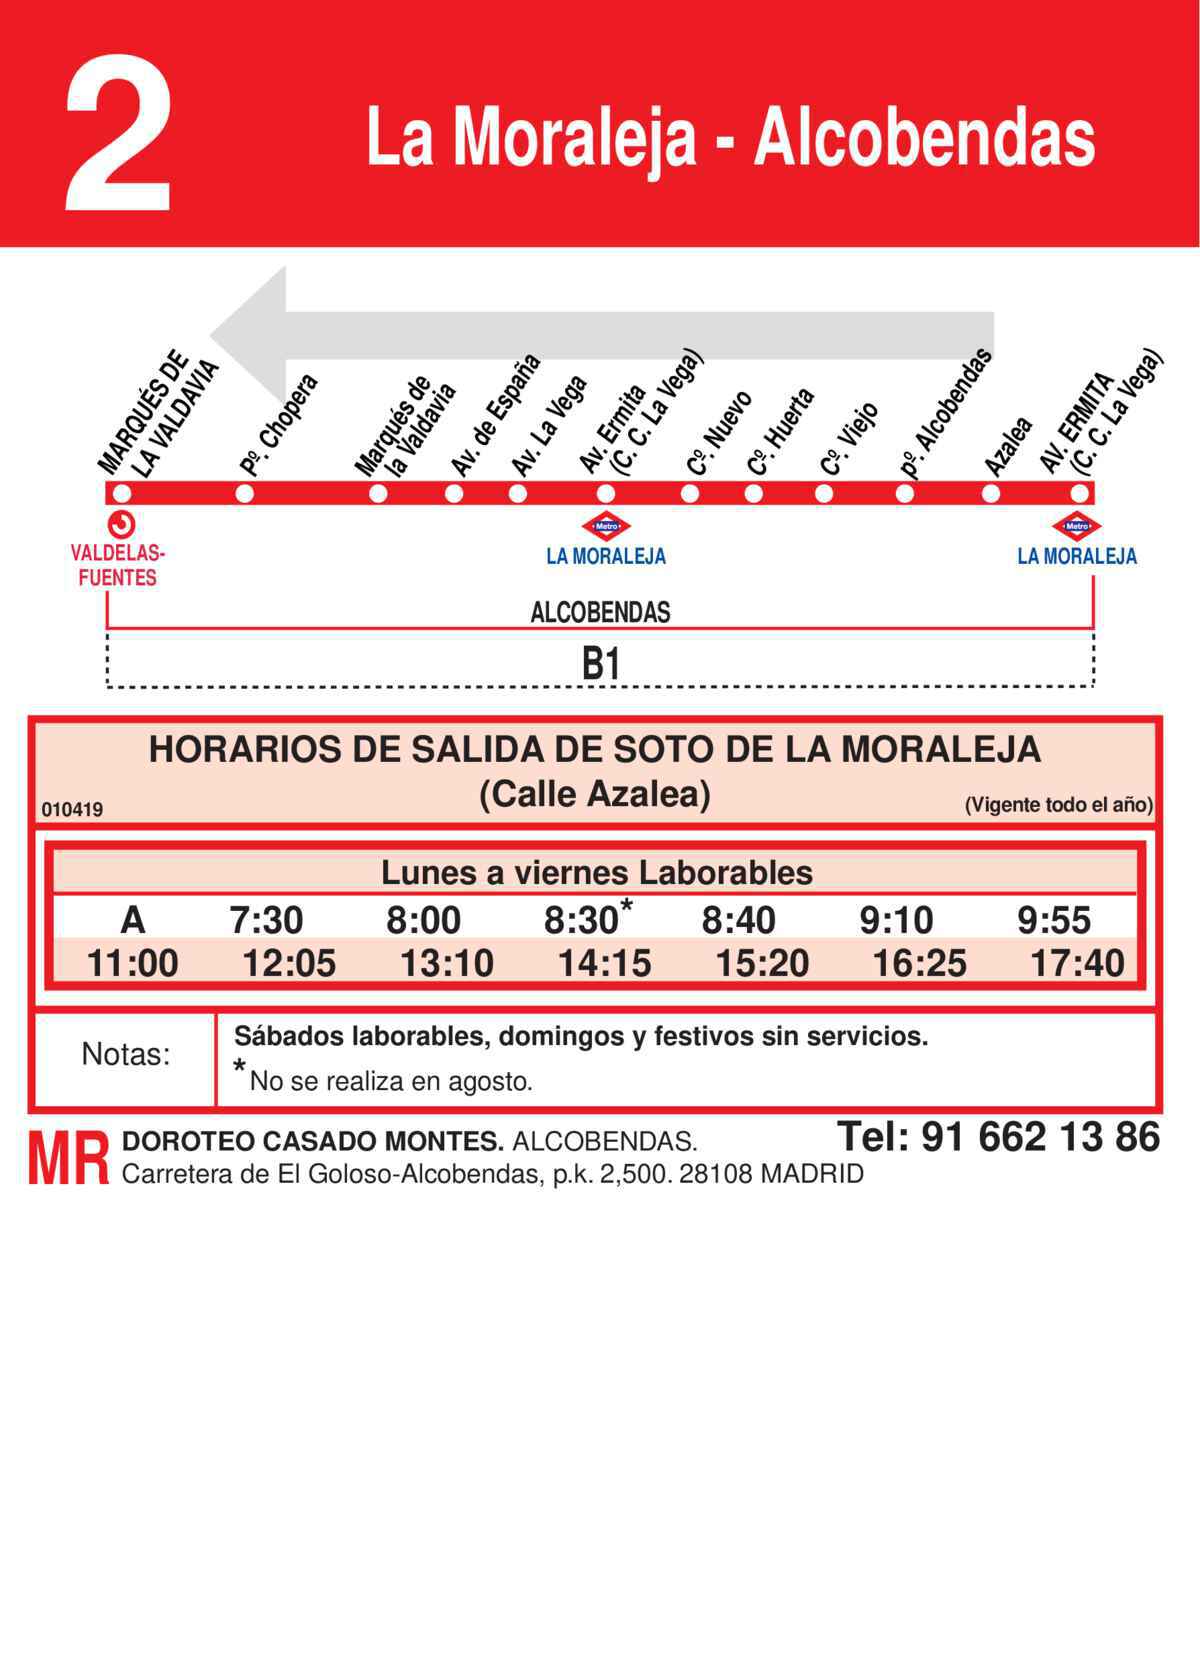 2
La Moraleja - Alcobendas
MARQUÉS DE
LA VALDAVIA
Pº. Chopera
Marqués de
la Valdavia
Av. de España
Av. La Vega
Av. Ermita
(C. C. La Vega)
Cº. Nuevo
Cº. Huerta
Cº. Viejo
pº. Alcobendas
Azalea
AV. ERMITA
(C. C. La Vega)
VALDELAS-
FUENTES
Metro
LA MORALEJA
Metro
LA MORALEJA
ALCOBENDAS
B1
HORARIOS DE SALIDA DE SOTO DE LA MORALEJA
(Calle Azalea)
010419
(Vigente todo el año)
Lunes a viernes Laborables
A 7:30 8:00 8:30* 8:40 9:10 9:55
11:00 12:05 13:10 14:15 15:20 16:25 17:40
Notas:
Sábados laborables, domingos y festivos sin servicios.
* No se realiza en agosto.
MR
DOROTEO CASADO MONTES. ALCOBENDAS.
Tel: 91 662 13 86
Carretera de El Goloso-Alcobendas, p.k. 2,500. 28108 MADRID